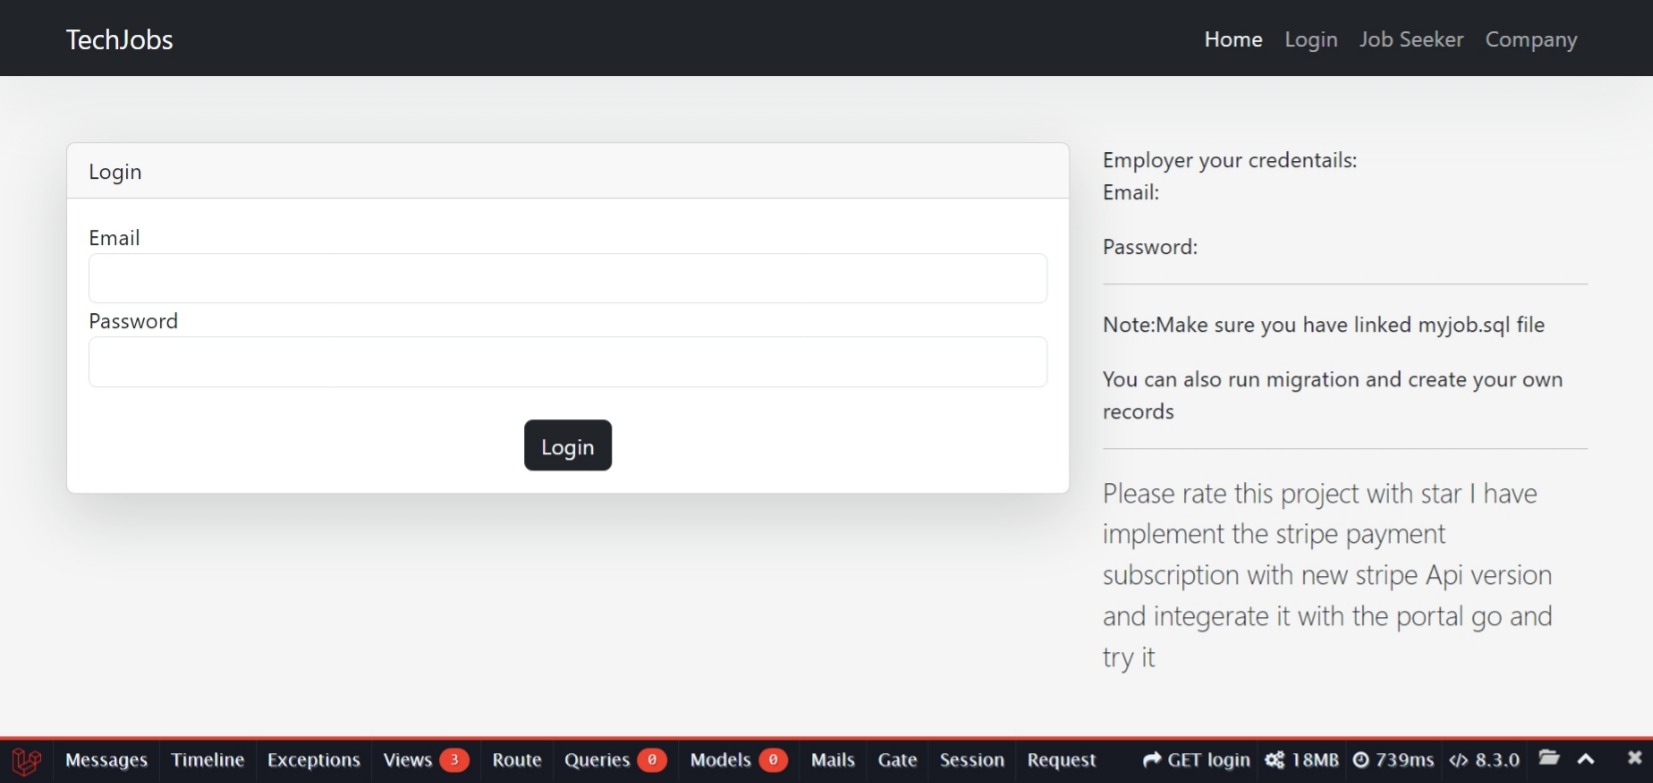 TechJobs
Home Login Job Seeker Company
Login
Email
Password
Login
Employer your credentails:
Email:
Password:
Note:Make sure you have linked myjob.sql file
You can also run migration and create your own
records
Please rate this project with star I have
implement the stripe payment
subscription with new stripe Api version
and integerate it with the portal go and
try it
Messages Timeline Exceptions Views 3 Route Queries 0 Models 0 Mails Gate Session Request GET login 18MB 739ms 8.3.0